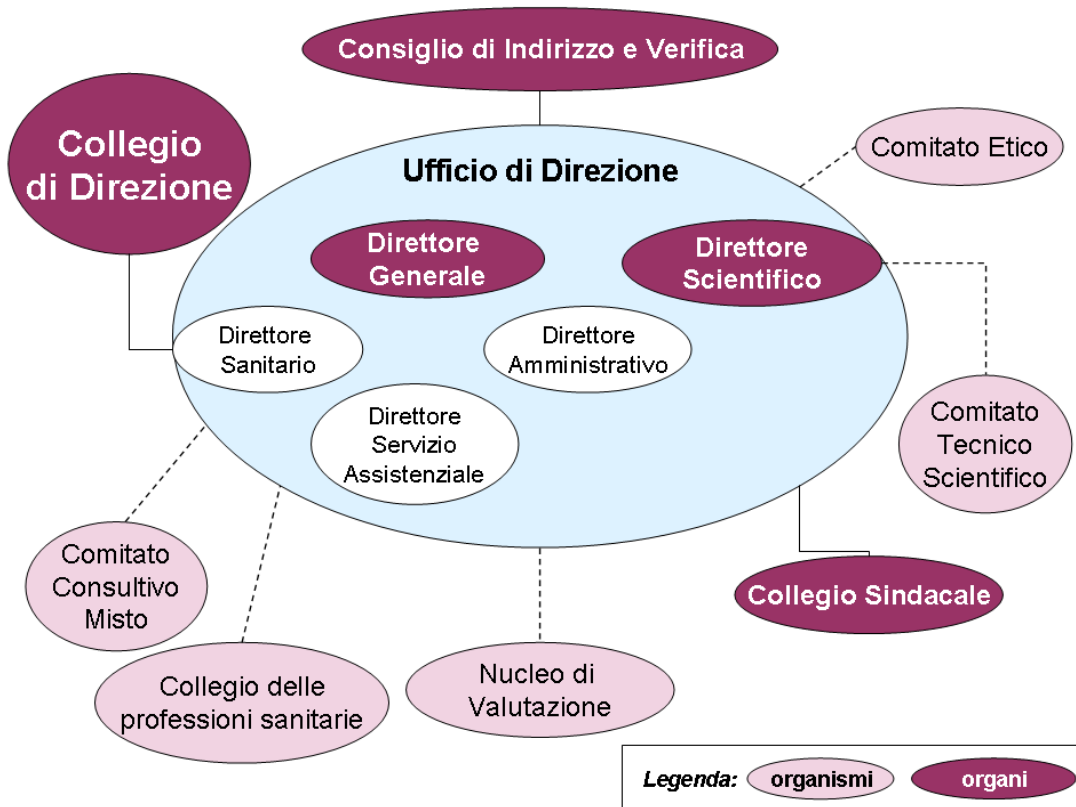 Consiglio di Indirizzo e Verifica
Collegio
di Direzione
Comitato Etico
Ufficio di Direzione
Direttore
Generale
Direttore
Scientifico
Direttore
Sanitario
Direttore
Amministrativo
Direttore
Servizio
Assistenziale
Comitato
Tecnico
Scientifico
Comitato
Consultivo
Misto
Collegio Sindacale
Collegio delle
professioni sanitarie
Nucleo di
Valutazione
Legenda: organismi organi